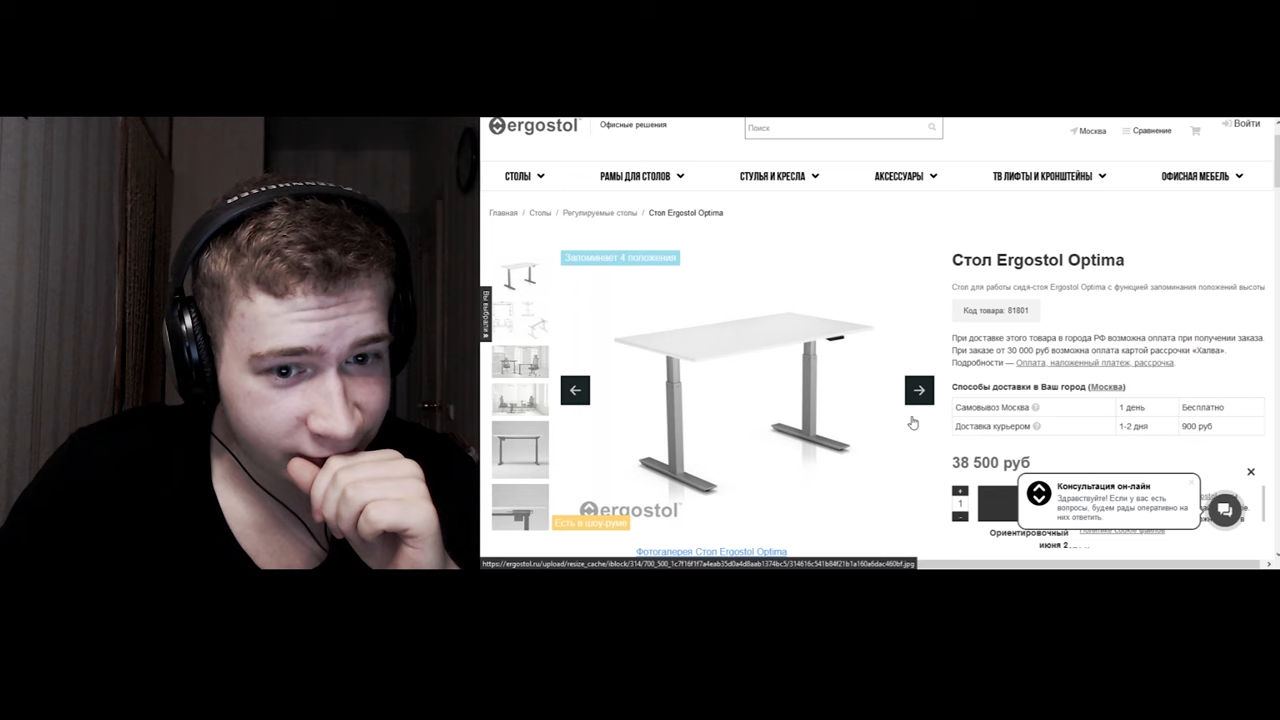 SENNHEISER
ergostol
Офисные решения
Поиск
Москва
Сравнение
Войти
СТОЛЫ
РАМЫ ДЛЯ СТОЛОВ
СТУЛЬЯ И КРЕСЛА
АКСЕССУАРЫ
ТВ ЛИФТЫ И КРОНШТЕЙНЫ
ОФИСНАЯ МЕБЕЛЬ
Главная / Столы / Регулируемые столы / Стол Ergostol Optima
Вы выбрали
Запоминает 4 положения
ergostol
Есть в шоу-руме
Фотогалерея Стол Ergostol Optima
Стол Ergostol Optima
Стол для работы сидя-стоя Ergostol Optima с функцией запоминания положений высоты
Код товара: 81801
При доставке этого товара в города РФ возможна оплата при получении заказа.
При заказе от 30 000 руб возможна оплата картой рассрочки «Халва».
Подробности — Оплата, наложенный платеж, рассрочка.
Способы доставки в Ваш город (Москва)
Самовывоз Москва ? 1 день Бесплатно
Доставка курьером ? 1-2 дня 900 руб
38 500 руб
+
1
-
Консультация он-лайн
Здравствуйте! Если у вас есть
вопросы, будем рады оперативно на
них ответить.
Ориентировочный
июня 2